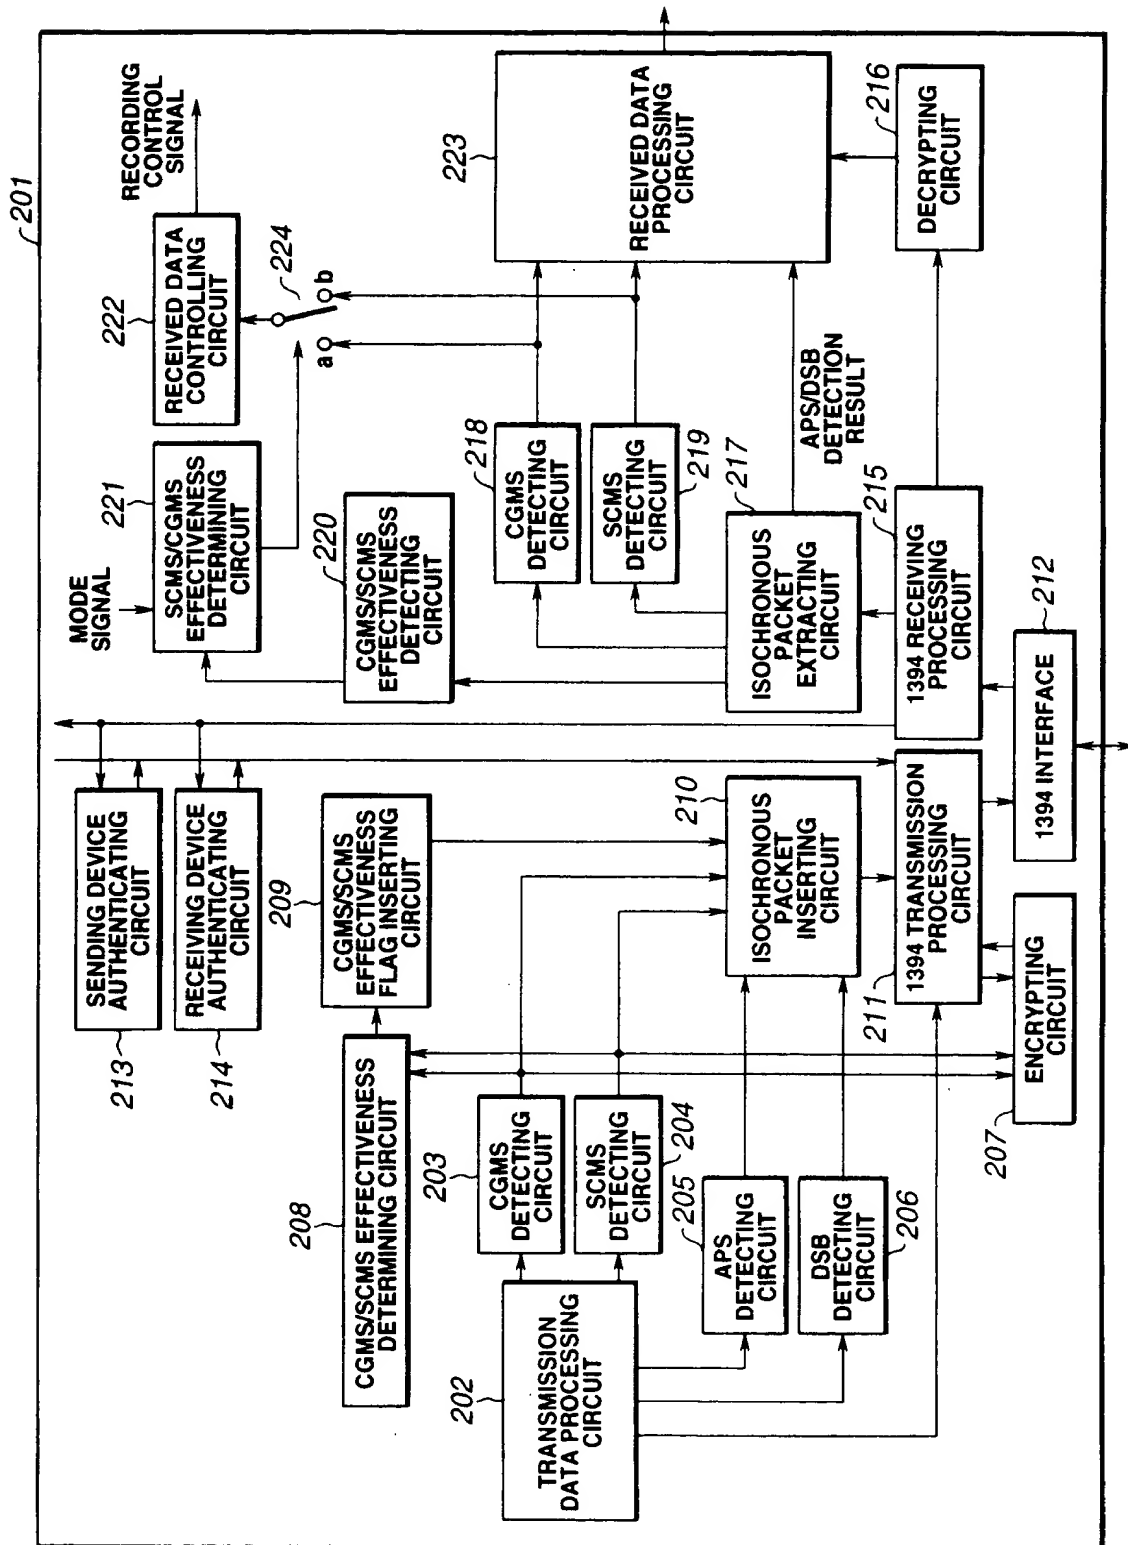 201
202
TRANSMISSION
DATA PROCESSING
CIRCUIT
208
CGMS/SCMS EFFECTIVENESS
DETERMINING CIRCUIT
203
CGMS
DETECTING
CIRCUIT
SCMS
DETECTING
CIRCUIT
204
205
APS
DETECTING
CIRCUIT
DSB
DETECTING
CIRCUIT
206
207
ENCRYPTING
CIRCUIT
213
SENDING DEVICE
AUTHENTICATING
CIRCUIT
RECEIVING DEVICE
AUTHENTICATING
CIRCUIT
214
209
CGMS/SCMS
EFFECTIVENESS
FLAG INSERTING
CIRCUIT
210
ISOCHRONOUS
PACKET
INSERTING
CIRCUIT
211
1394 TRANSMISSION
PROCESSING
CIRCUIT
1394 INTERFACE
212
MODE
SIGNAL
221
SCMS/CGMS
EFFECTIVENESS
DETERMINING
CIRCUIT
220
CGMS/SCMS
EFFECTIVENESS
DETECTING
CIRCUIT
218
CGMS
DETECTING
CIRCUIT
SCMS
DETECTING
CIRCUIT
219
217
ISOCHRONOUS
PACKET
EXTRACTING
CIRCUIT
215
1394 RECEIVING
PROCESSING
CIRCUIT
APS/DSB
DETECTION
RESULT
222
RECEIVED DATA
CONTROLLING
CIRCUIT
RECORDING
CONTROL
SIGNAL
224
a
b
223
RECEIVED DATA
PROCESSING
CIRCUIT
216
DECRYPTING
CIRCUIT